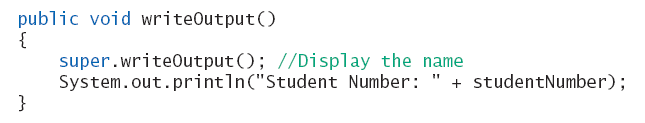 public void writeOutput()
{
    super.writeOutput(); //Display the name
    System.out.println("Student Number: " + studentNumber);
}